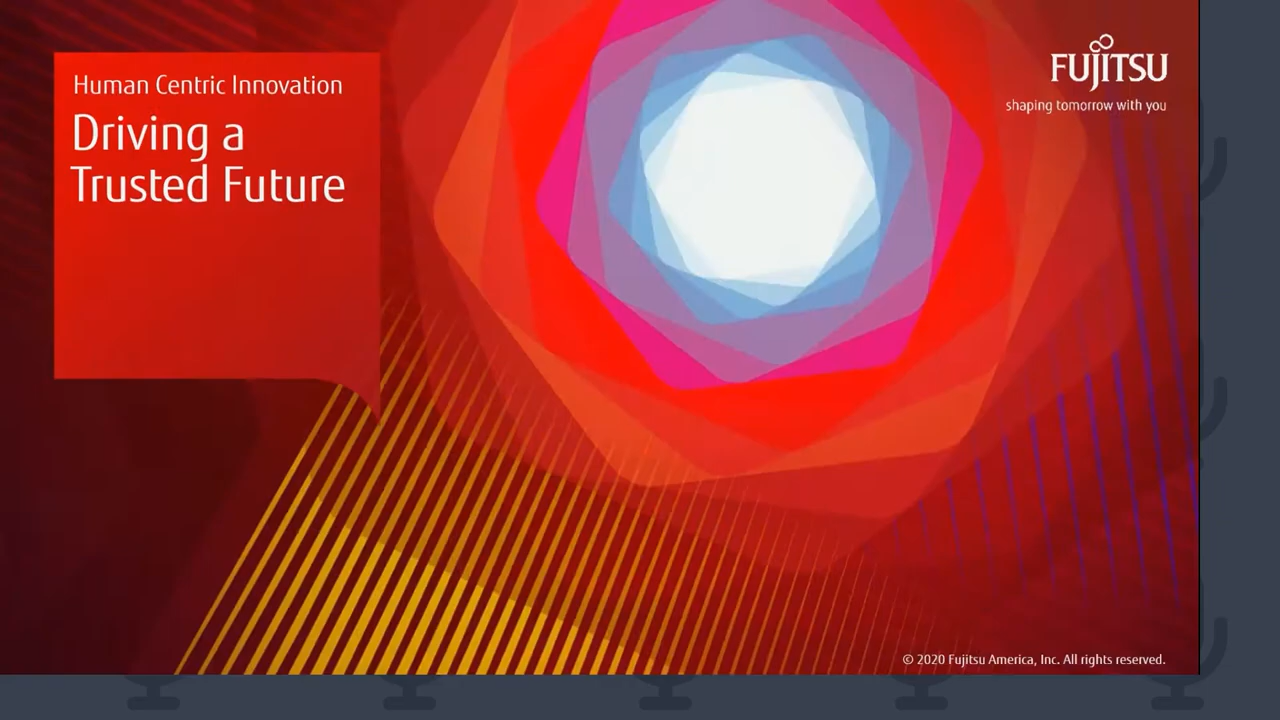 Human Centric Innovation
Driving a
Trusted Future
FUJITSU
shaping tomorrow with you
© 2020 Fujitsu America, Inc. All rights reserved.